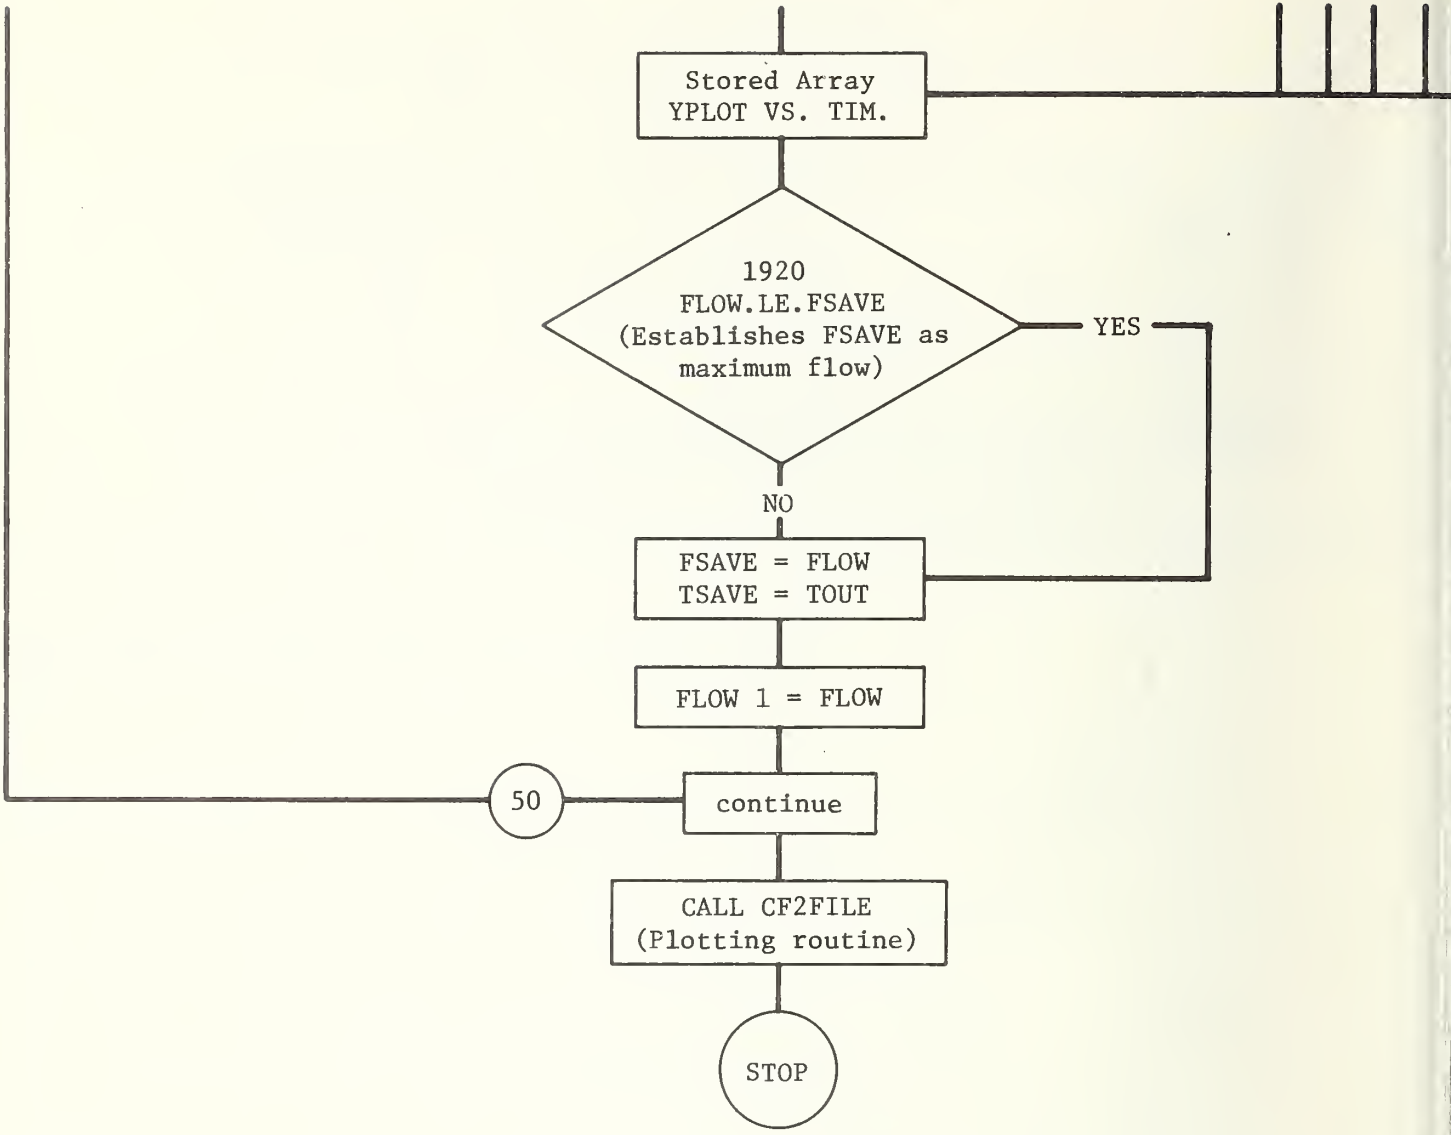 Stored Array
YPLOT VS. TIM.
1920
FLOW.LE.FSAVE
(Establishes FSAVE as
maximum flow)
YES
NO
FSAVE = FLOW
TSAVE = TOUT
FLOW 1 = FLOW
50
continue
CALL CF2FILE
(Plotting routine)
STOP